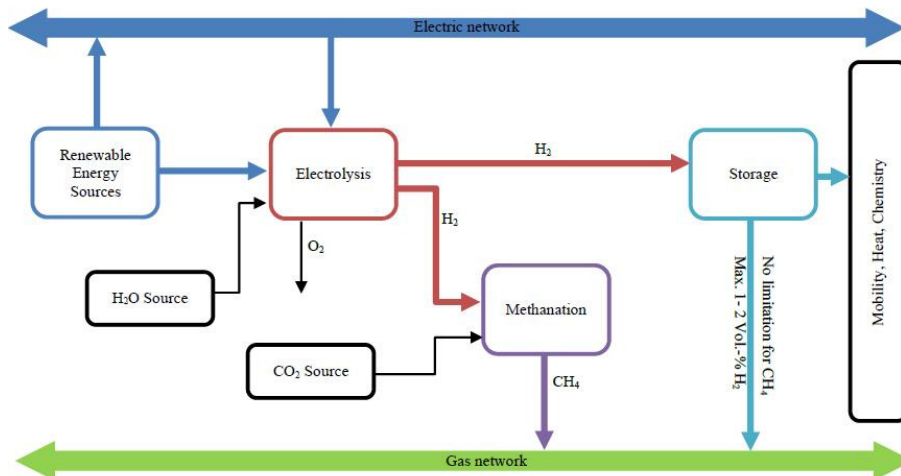 Electric network
Renewable
Energy
Sources
Electrolysis
H₂
Storage
H₂
O₂
H₂O Source
Methanation
CO₂ Source
CH₄
No limitation for CH₄
Max. 1- 2 Vol.-% H₂
Mobility, Heat, Chemistry
Gas network